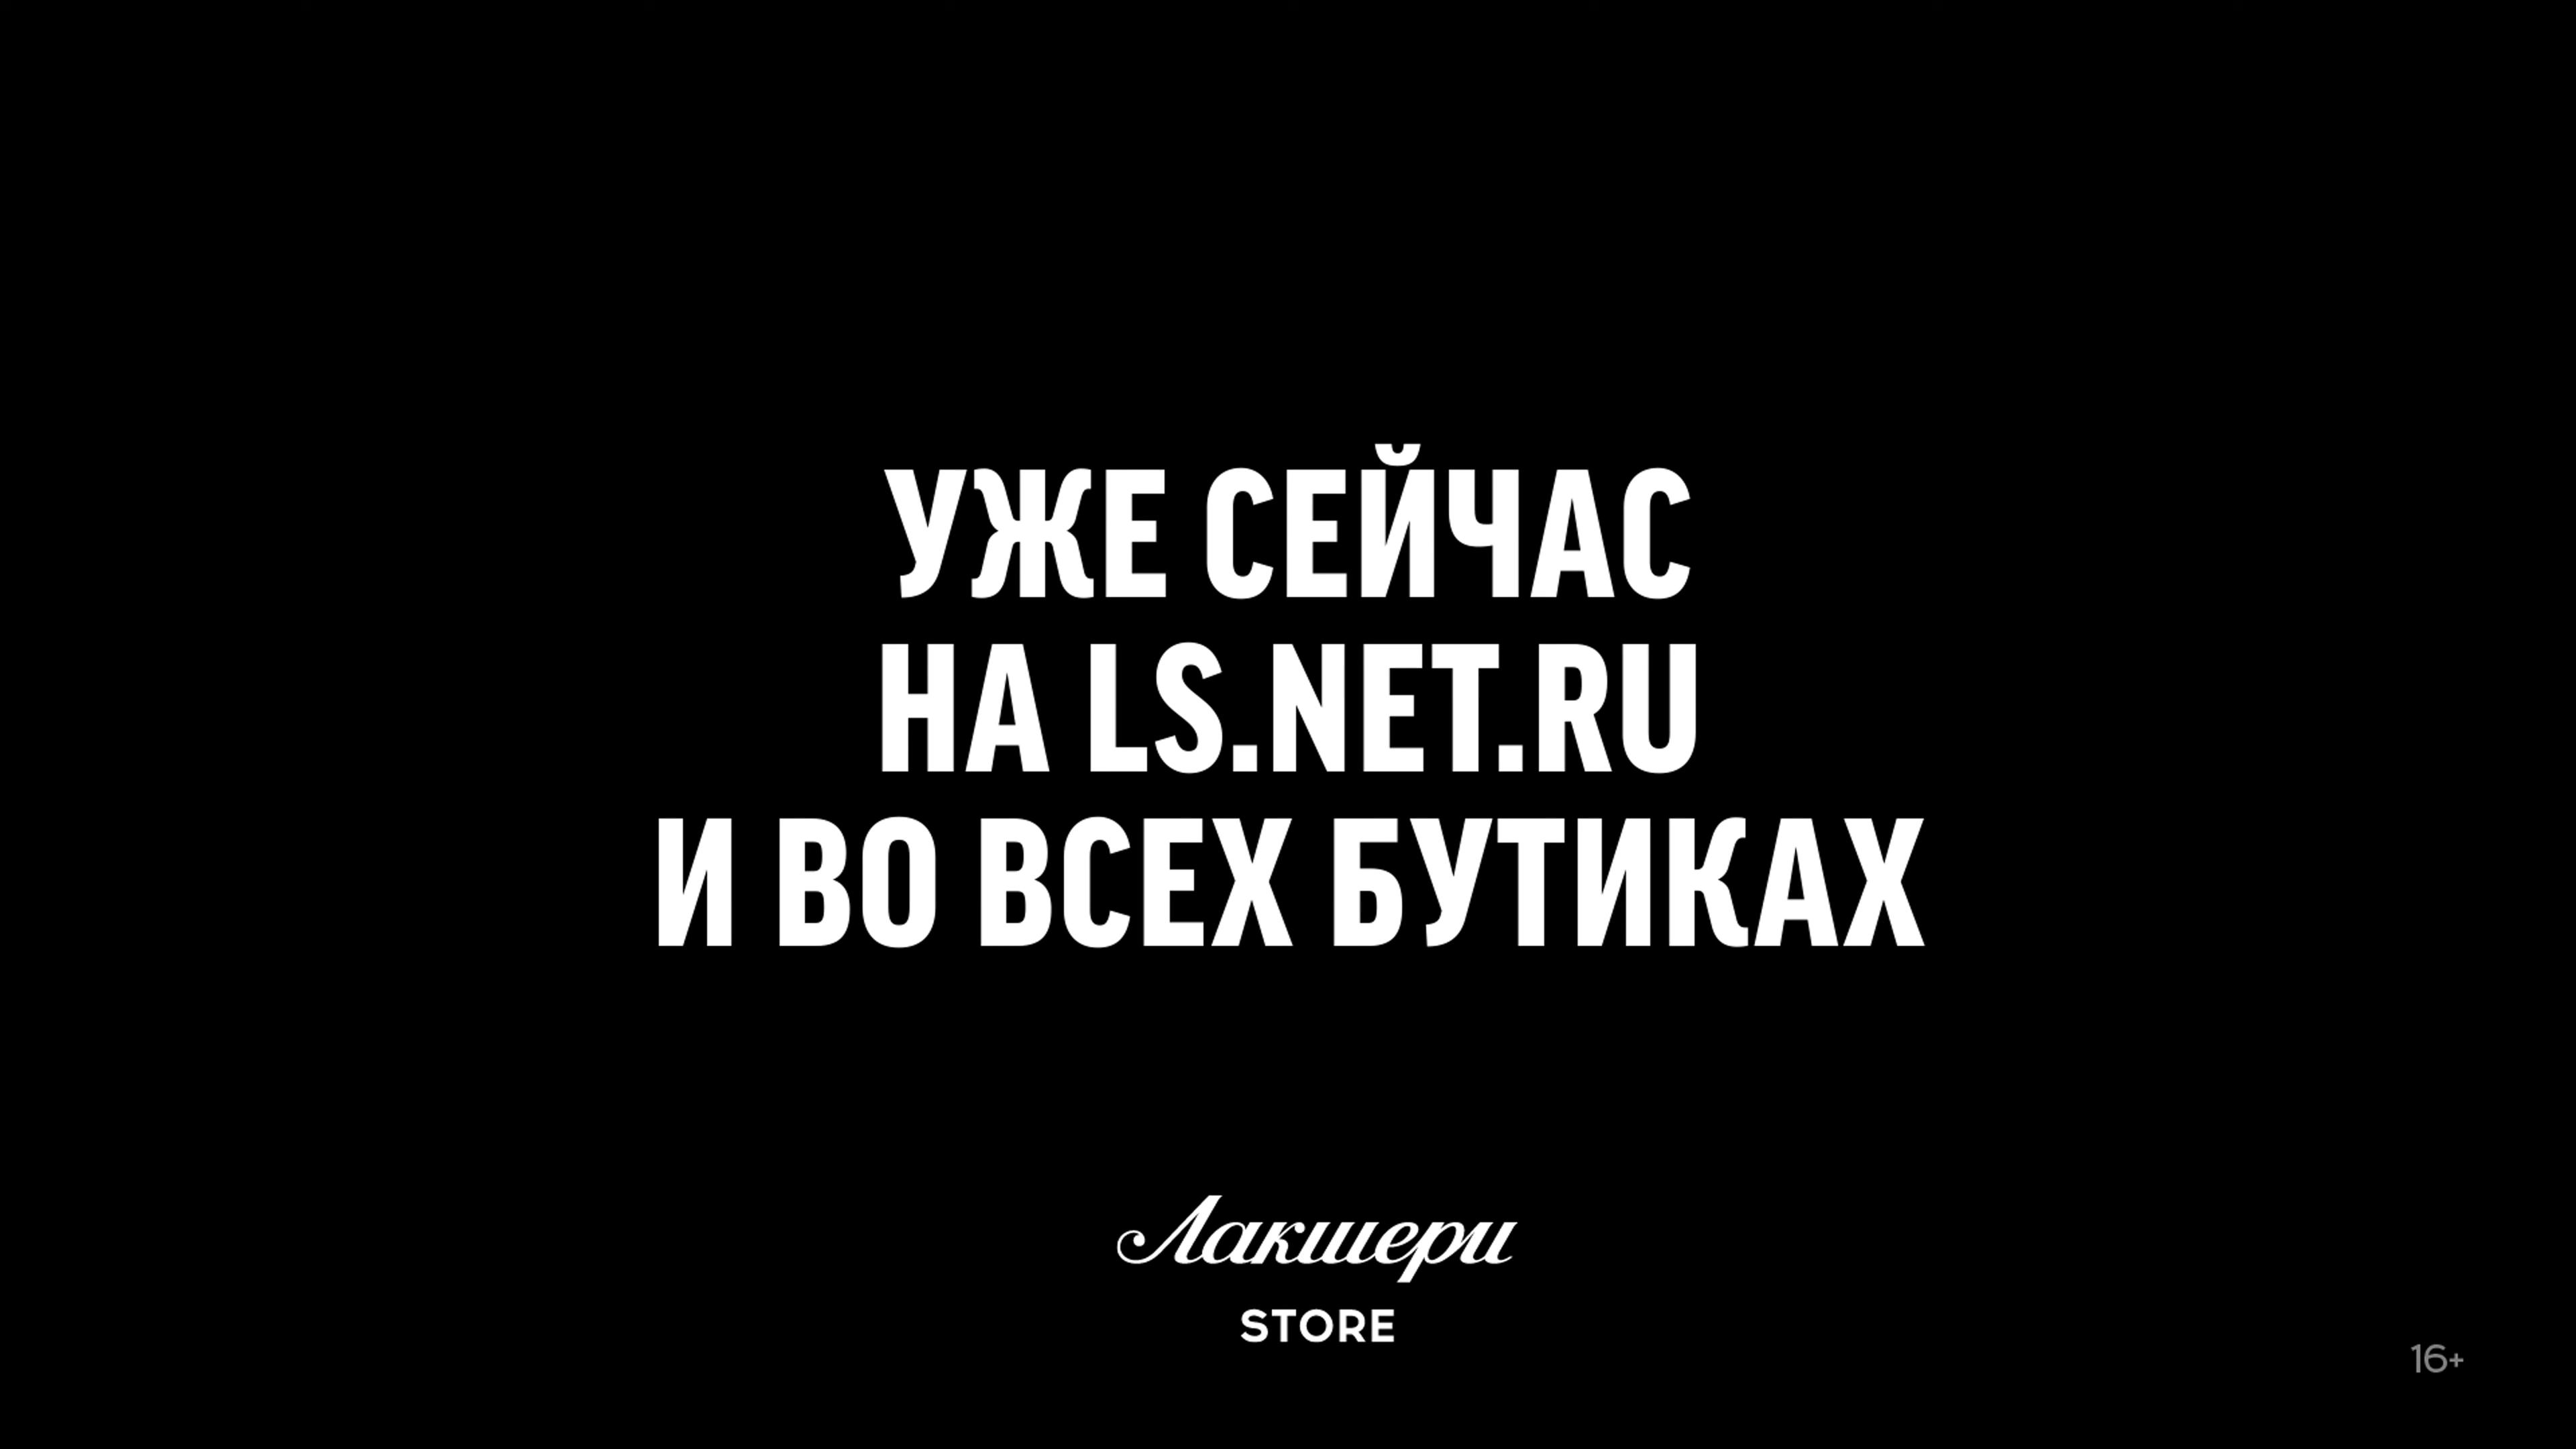 УЖЕ СЕЙЧАС
НА LS.NET.RU
И ВО ВСЕХ БУТИКАХ
Лакшери
STORE
16+